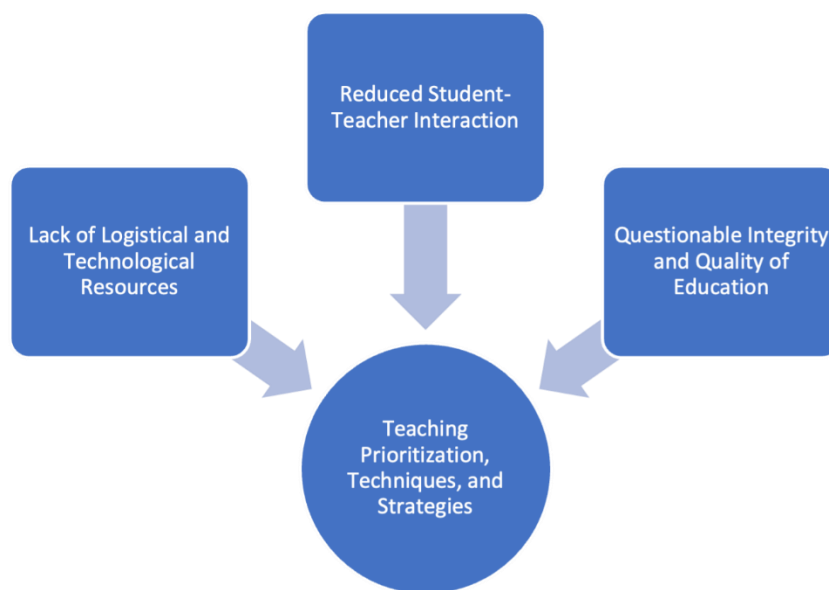 Reduced Student-
Teacher Interaction
Lack of Logistical and
Technological
Resources
Questionable Integrity
and Quality of
Education
Teaching
Prioritization,
Techniques, and
Strategies